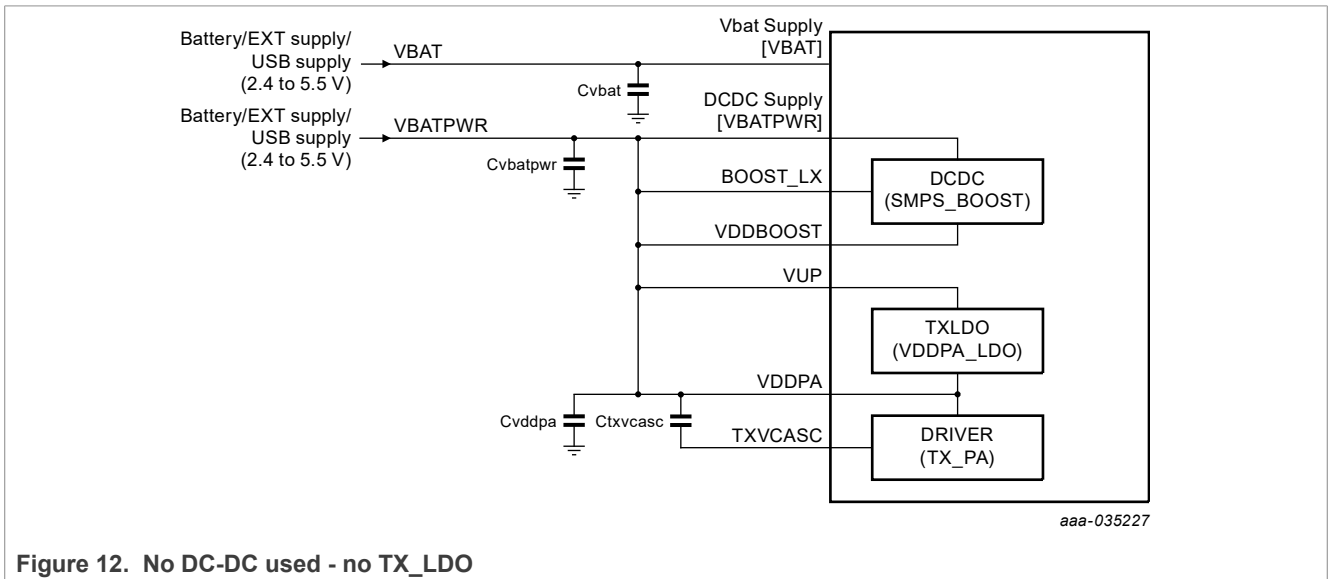 Battery/EXT supply/
USB supply
(2.4 to 5.5 V)
VBAT
Vbat Supply
[VBAT]
Cvbat
Battery/EXT supply/
USB supply
(2.4 to 5.5 V)
VBATPWR
DCDC Supply
[VBATPWR]
Cvbatpwr
BOOST_LX
DCDC
(SMPS_BOOST)
VDDBOOST
VUP
TXLDO
(VDDPA_LDO)
VDDPA
Cvddpa
Ctxvcasc
TXVCASC
DRIVER
(TX_PA)
aaa-035227
Figure 12. No DC-DC used - no TX_LDO